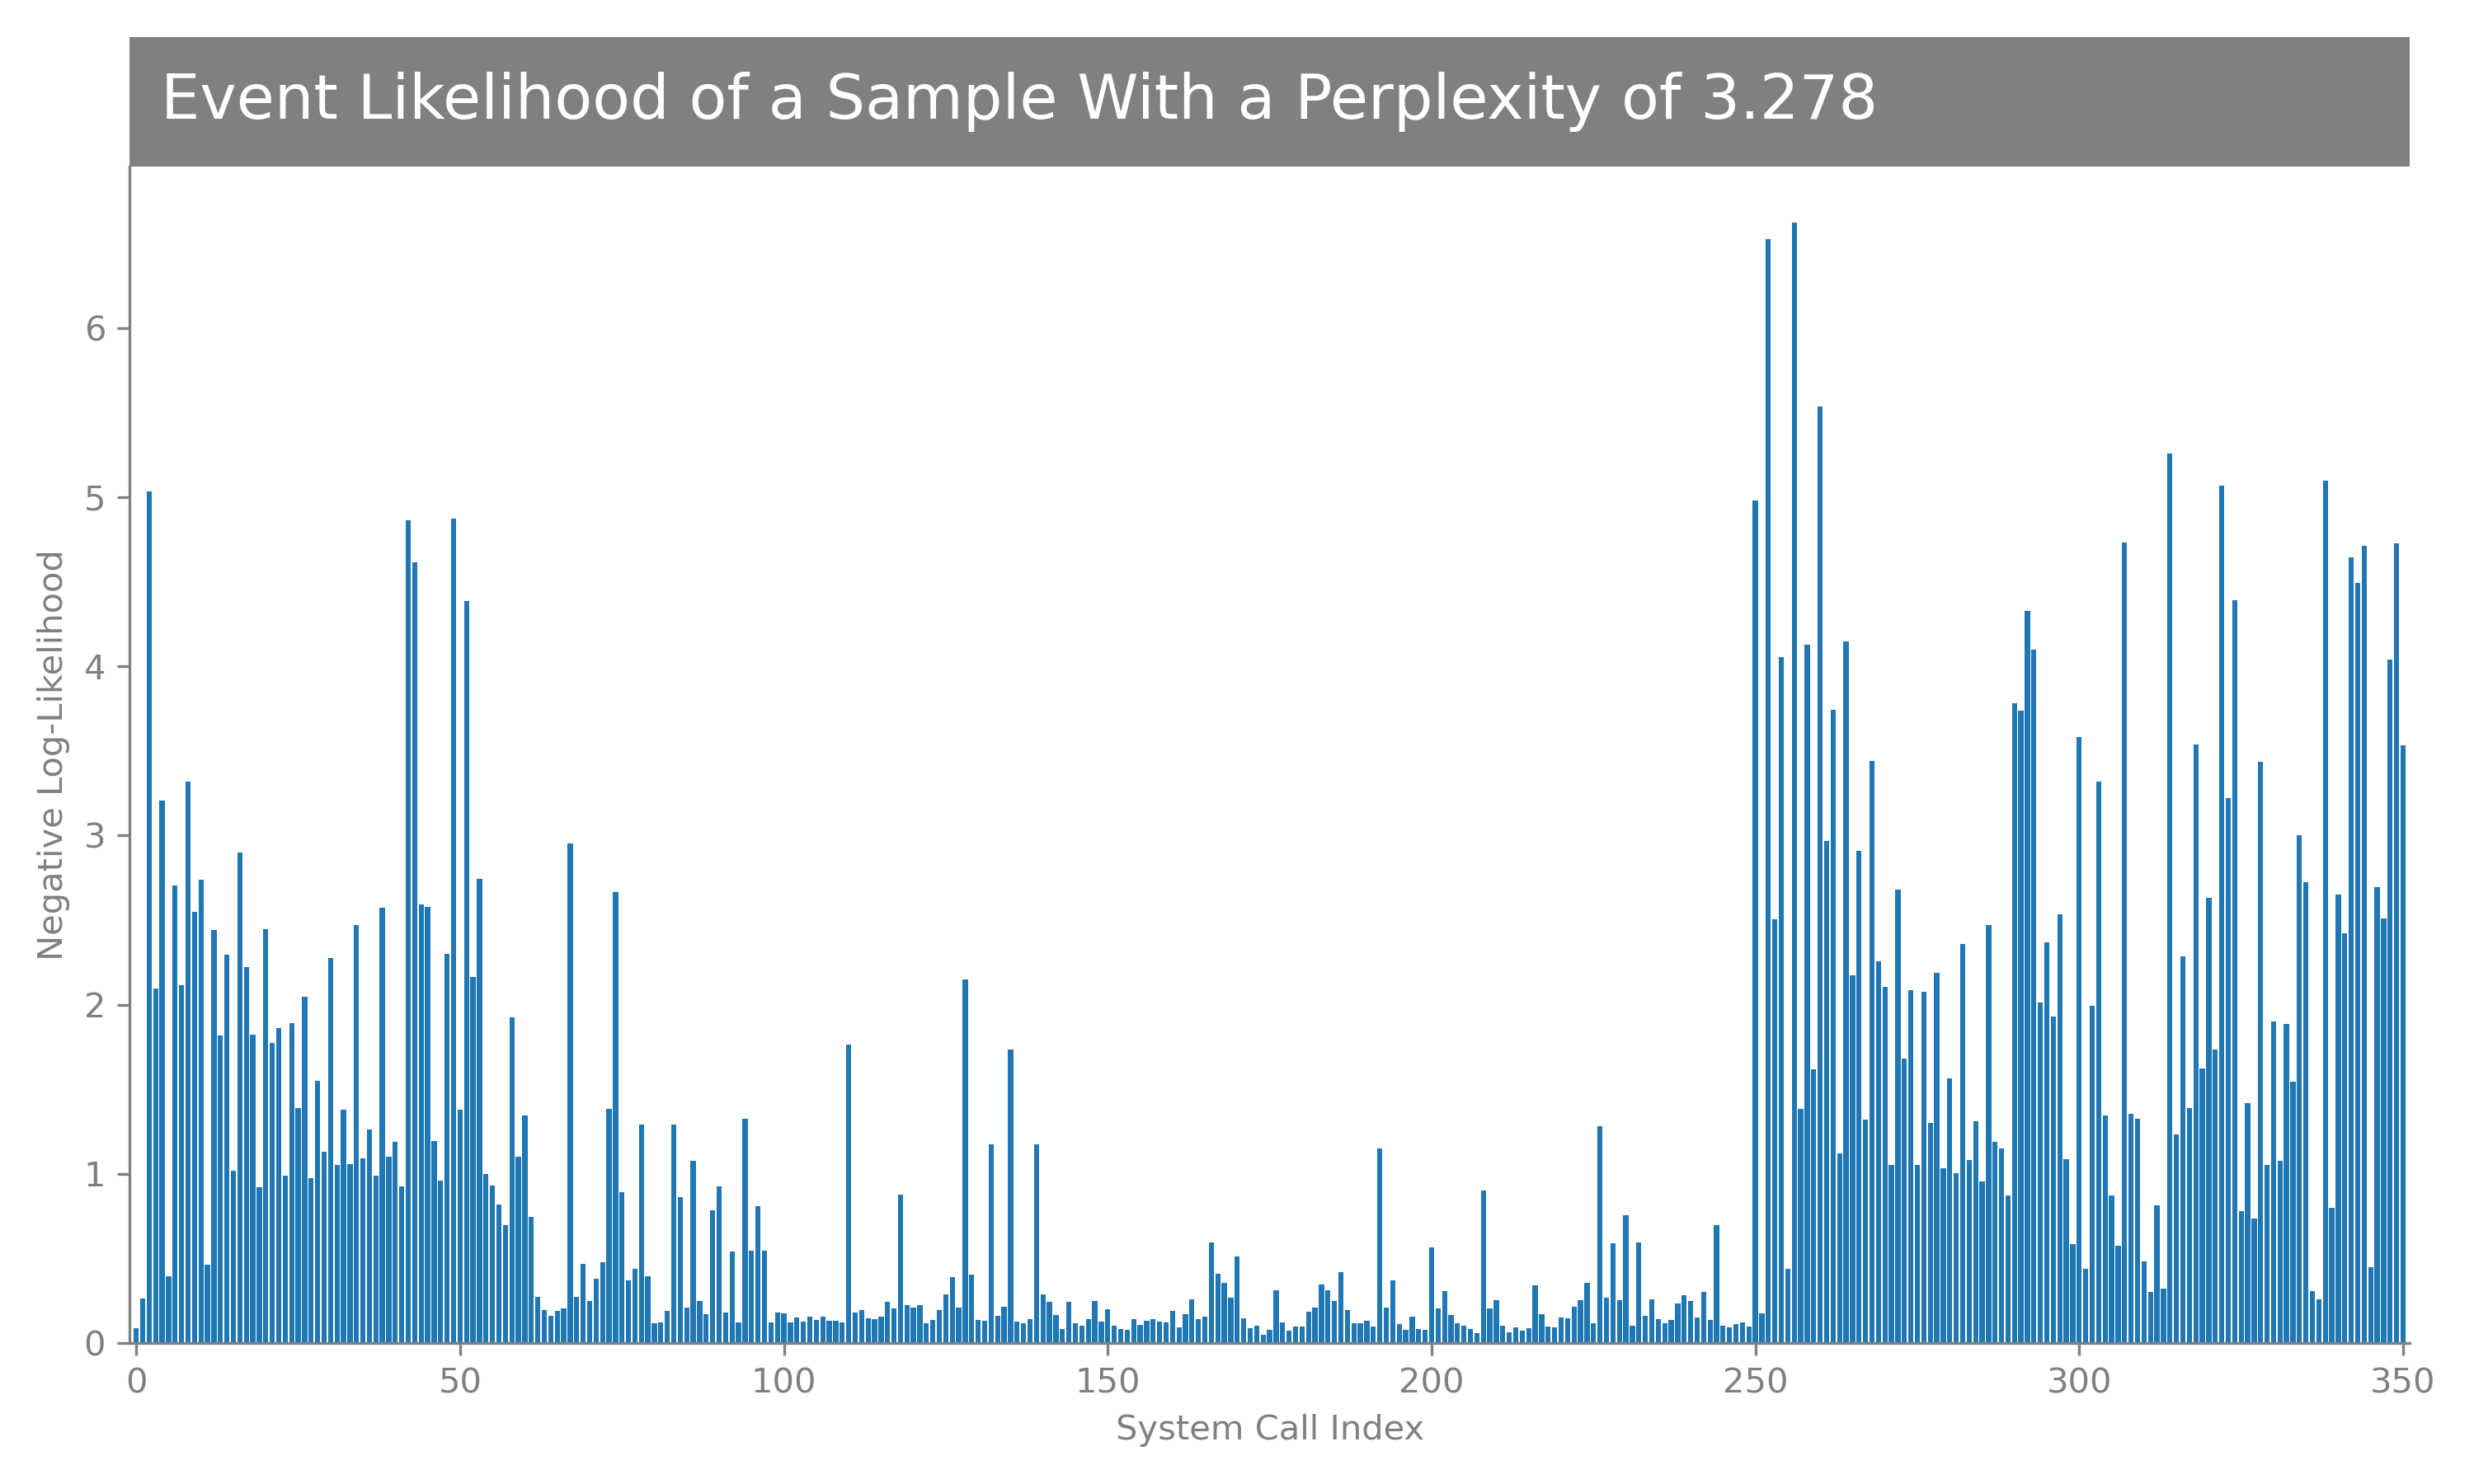 Event Likelihood of a Sample With a Perplexity of 3.278
Negative Log-Likelihood
6
5
4
3
2
1
0
0 50 100 150 200 250 300 350
System Call Index